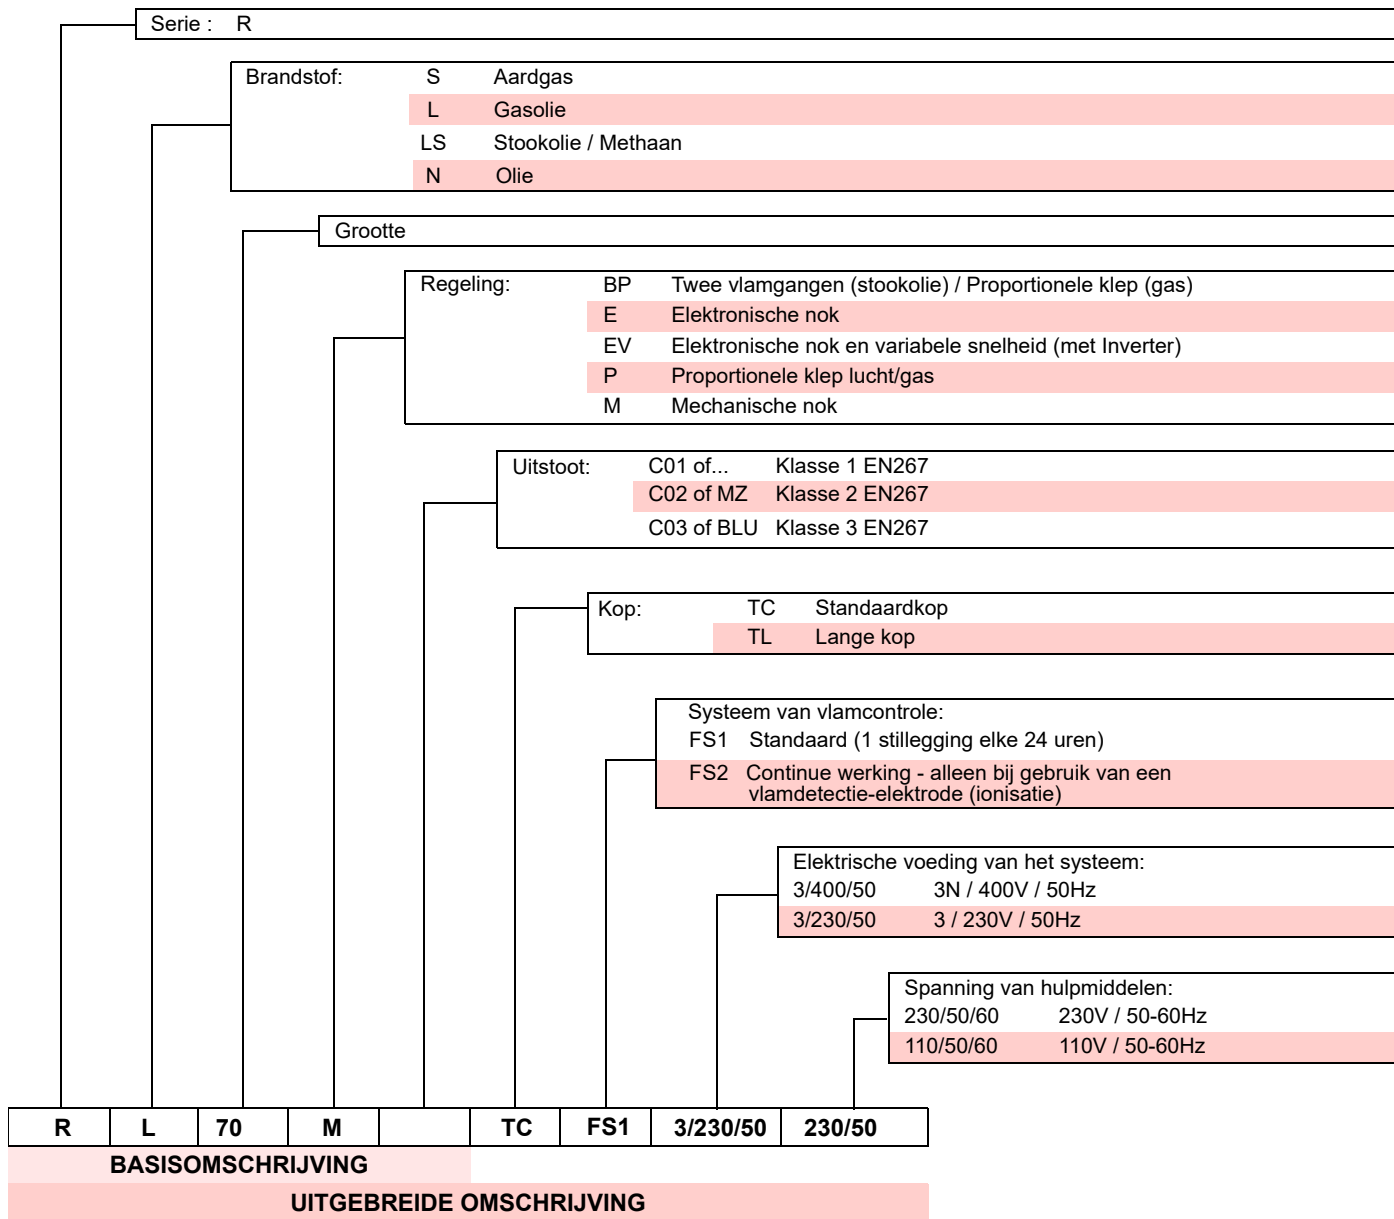 Serie : R
Brandstof: S Aardgas
L Gasolie
LS Stookolie / Methaan
N Olie
Grootte
Regeling: BP Twee vlamgangen (stookolie) / Proportionele klep (gas)
E Elektronische nok
EV Elektronische nok en variabele snelheid (met Inverter)
P Proportionele klep lucht/gas
M Mechanische nok
Uitstoot: C01 of... Klasse 1 EN267
C02 of MZ Klasse 2 EN267
C03 of BLU Klasse 3 EN267
Kop: TC Standaardkop
TL Lange kop
Systeem van vlamcontrole:
FS1 Standaard (1 stillegging elke 24 uren)
FS2 Continue werking - alleen bij gebruik van een
vlamdetectie-elektrode (ionisatie)
Elektrische voeding van het systeem:
3/400/50 3N / 400V / 50Hz
3/230/50 3 / 230V / 50Hz
Spanning van hulpmiddelen:
230/50/60 230V / 50-60Hz
110/50/60 110V / 50-60Hz
R L 70 M TC FS1 3/230/50 230/50
BASISOMSCHRIJVING
UITGEBREIDE OMSCHRIJVING